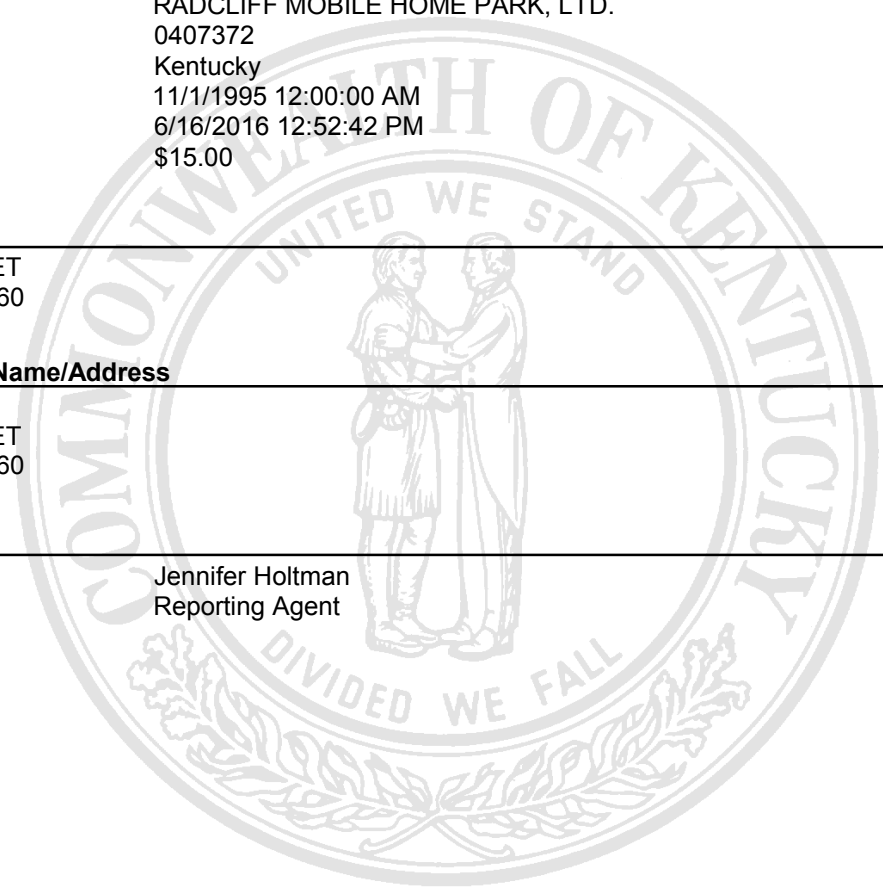 RADCLIFF MOBILE HOME PARK, LTD.
0407372
Kentucky
11/1/1995 12:00:00 AM
6/16/2016 12:52:42 PM
$15.00
COMMONWEALTH OF KENTUCKY
UNITED WE STAND
ET
60
Name/Address
ET
60
Jennifer Holtman
Reporting Agent
DIVIDED WE FALL